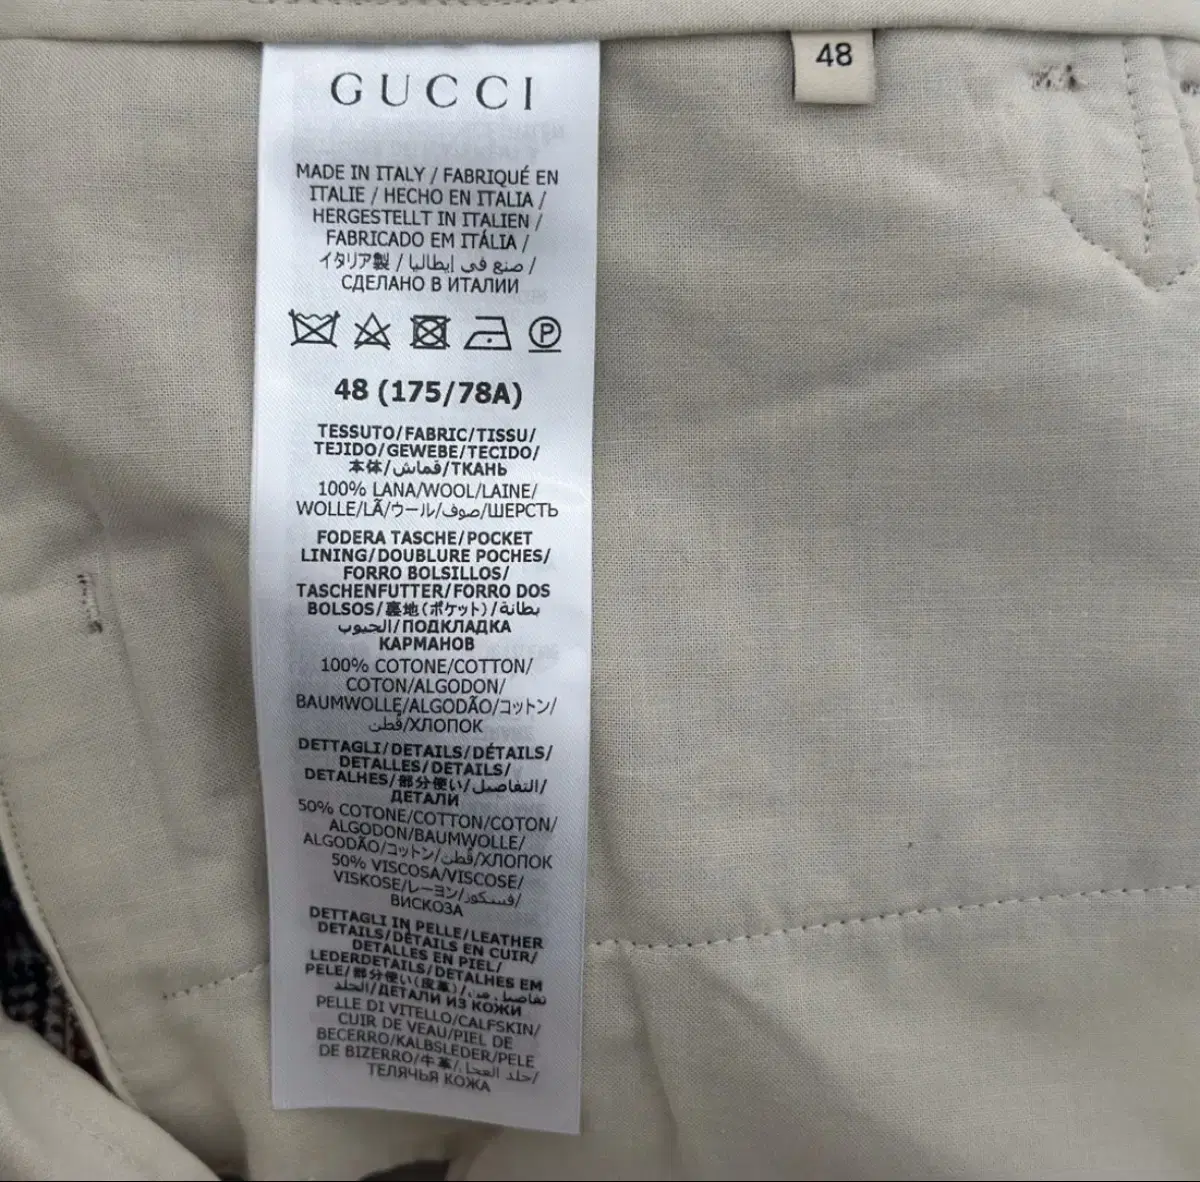 GUCCI
48
MADE IN ITALY / FABRIQUÉ EN
ITALIE / HECHO EN ITALIA /
HERGESTELLT IN ITALIEN /
FABRICADO EM ITÁLIA /
イタリア製 / صنع في إيطاليا /
СДЕЛАНО В ИТАЛИИ
P
48 (175/78A)
TESSUTO/FABRIC/TISSU/
TEJIDO/GEWEBE/TECIDO/
本体/قماش/ТКАНЬ
100% LANA/WOOL/LAINE/
WOLLE/LÃ/ウール/صوف/ШЕРСТЬ
FODERA TASCHE/POCKET
LINING/DOUBLURE POCHES/
FORRO BOLSILLOS/
TASCHENFUTTER/FORRO DOS
BOLSOS/裏地(ポケット)/بطانة
الجيوب/ПОДКЛАДКА
КАРМАНОВ
100% COTONE/COTTON/
COTON/ALGODON/
BAUMWOLLE/ALGODÃO/コットン/
قطن/ХЛОПОК
DETTAGLI/DETAILS/DÉTAILS/
DETALLES/DETAILS/
DETALHES/部分使い/التفاصيل/
ДЕТАЛИ
50% COTONE/COTTON/COTON/
ALGODON/BAUMWOLLE/
ALGODÃO/コットン/قطن/ХЛОПОК
50% VISCOSA/VISCOSE/
VISKOSE/レーヨン/فسكوز/
ВИСКОЗА
DETTAGLI IN PELLE/LEATHER
DETAILS/DÉTAILS EN CUIR/
DETALLES EN PIEL/
LEDERDETAILS/DETALHES EM
PELE/部分使い(皮革)/تفاصيل من
الجلد/ДЕТАЛИ ИЗ КОЖИ
PELLE DI VITELLO/CALFSKIN/
CUIR DE VEAU/PIEL DE
BECERRO/KALBSLEDER/PELE
DE BIZERRO/牛革/جلد العجل/
ТЕЛЯЧЬЯ КОЖА